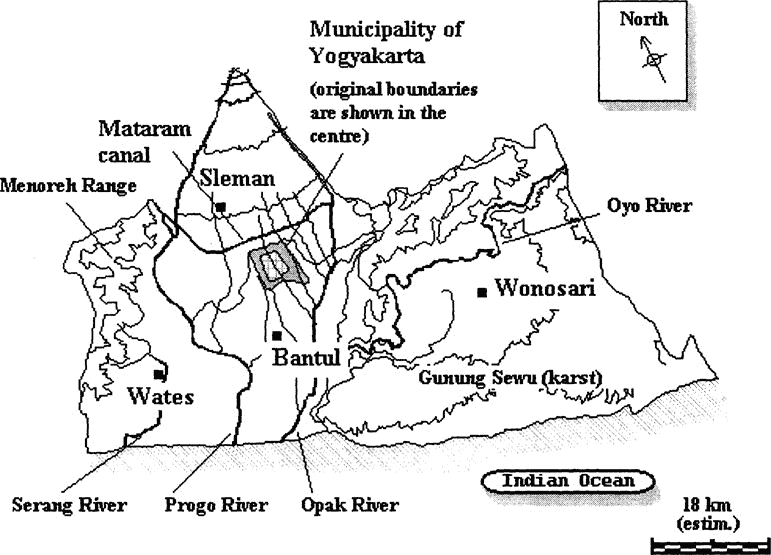 Municipality of
Yogyakarta
(original boundaries
are shown in the
centre)
North
Mataram
canal
Menoreh Range
Sleman
Oyo River
Wonosari
Bantul
Wates
Gunung Sewu (karst)
Indian Ocean
Serang River
Progo River
Opak River
18 km
(estim.)